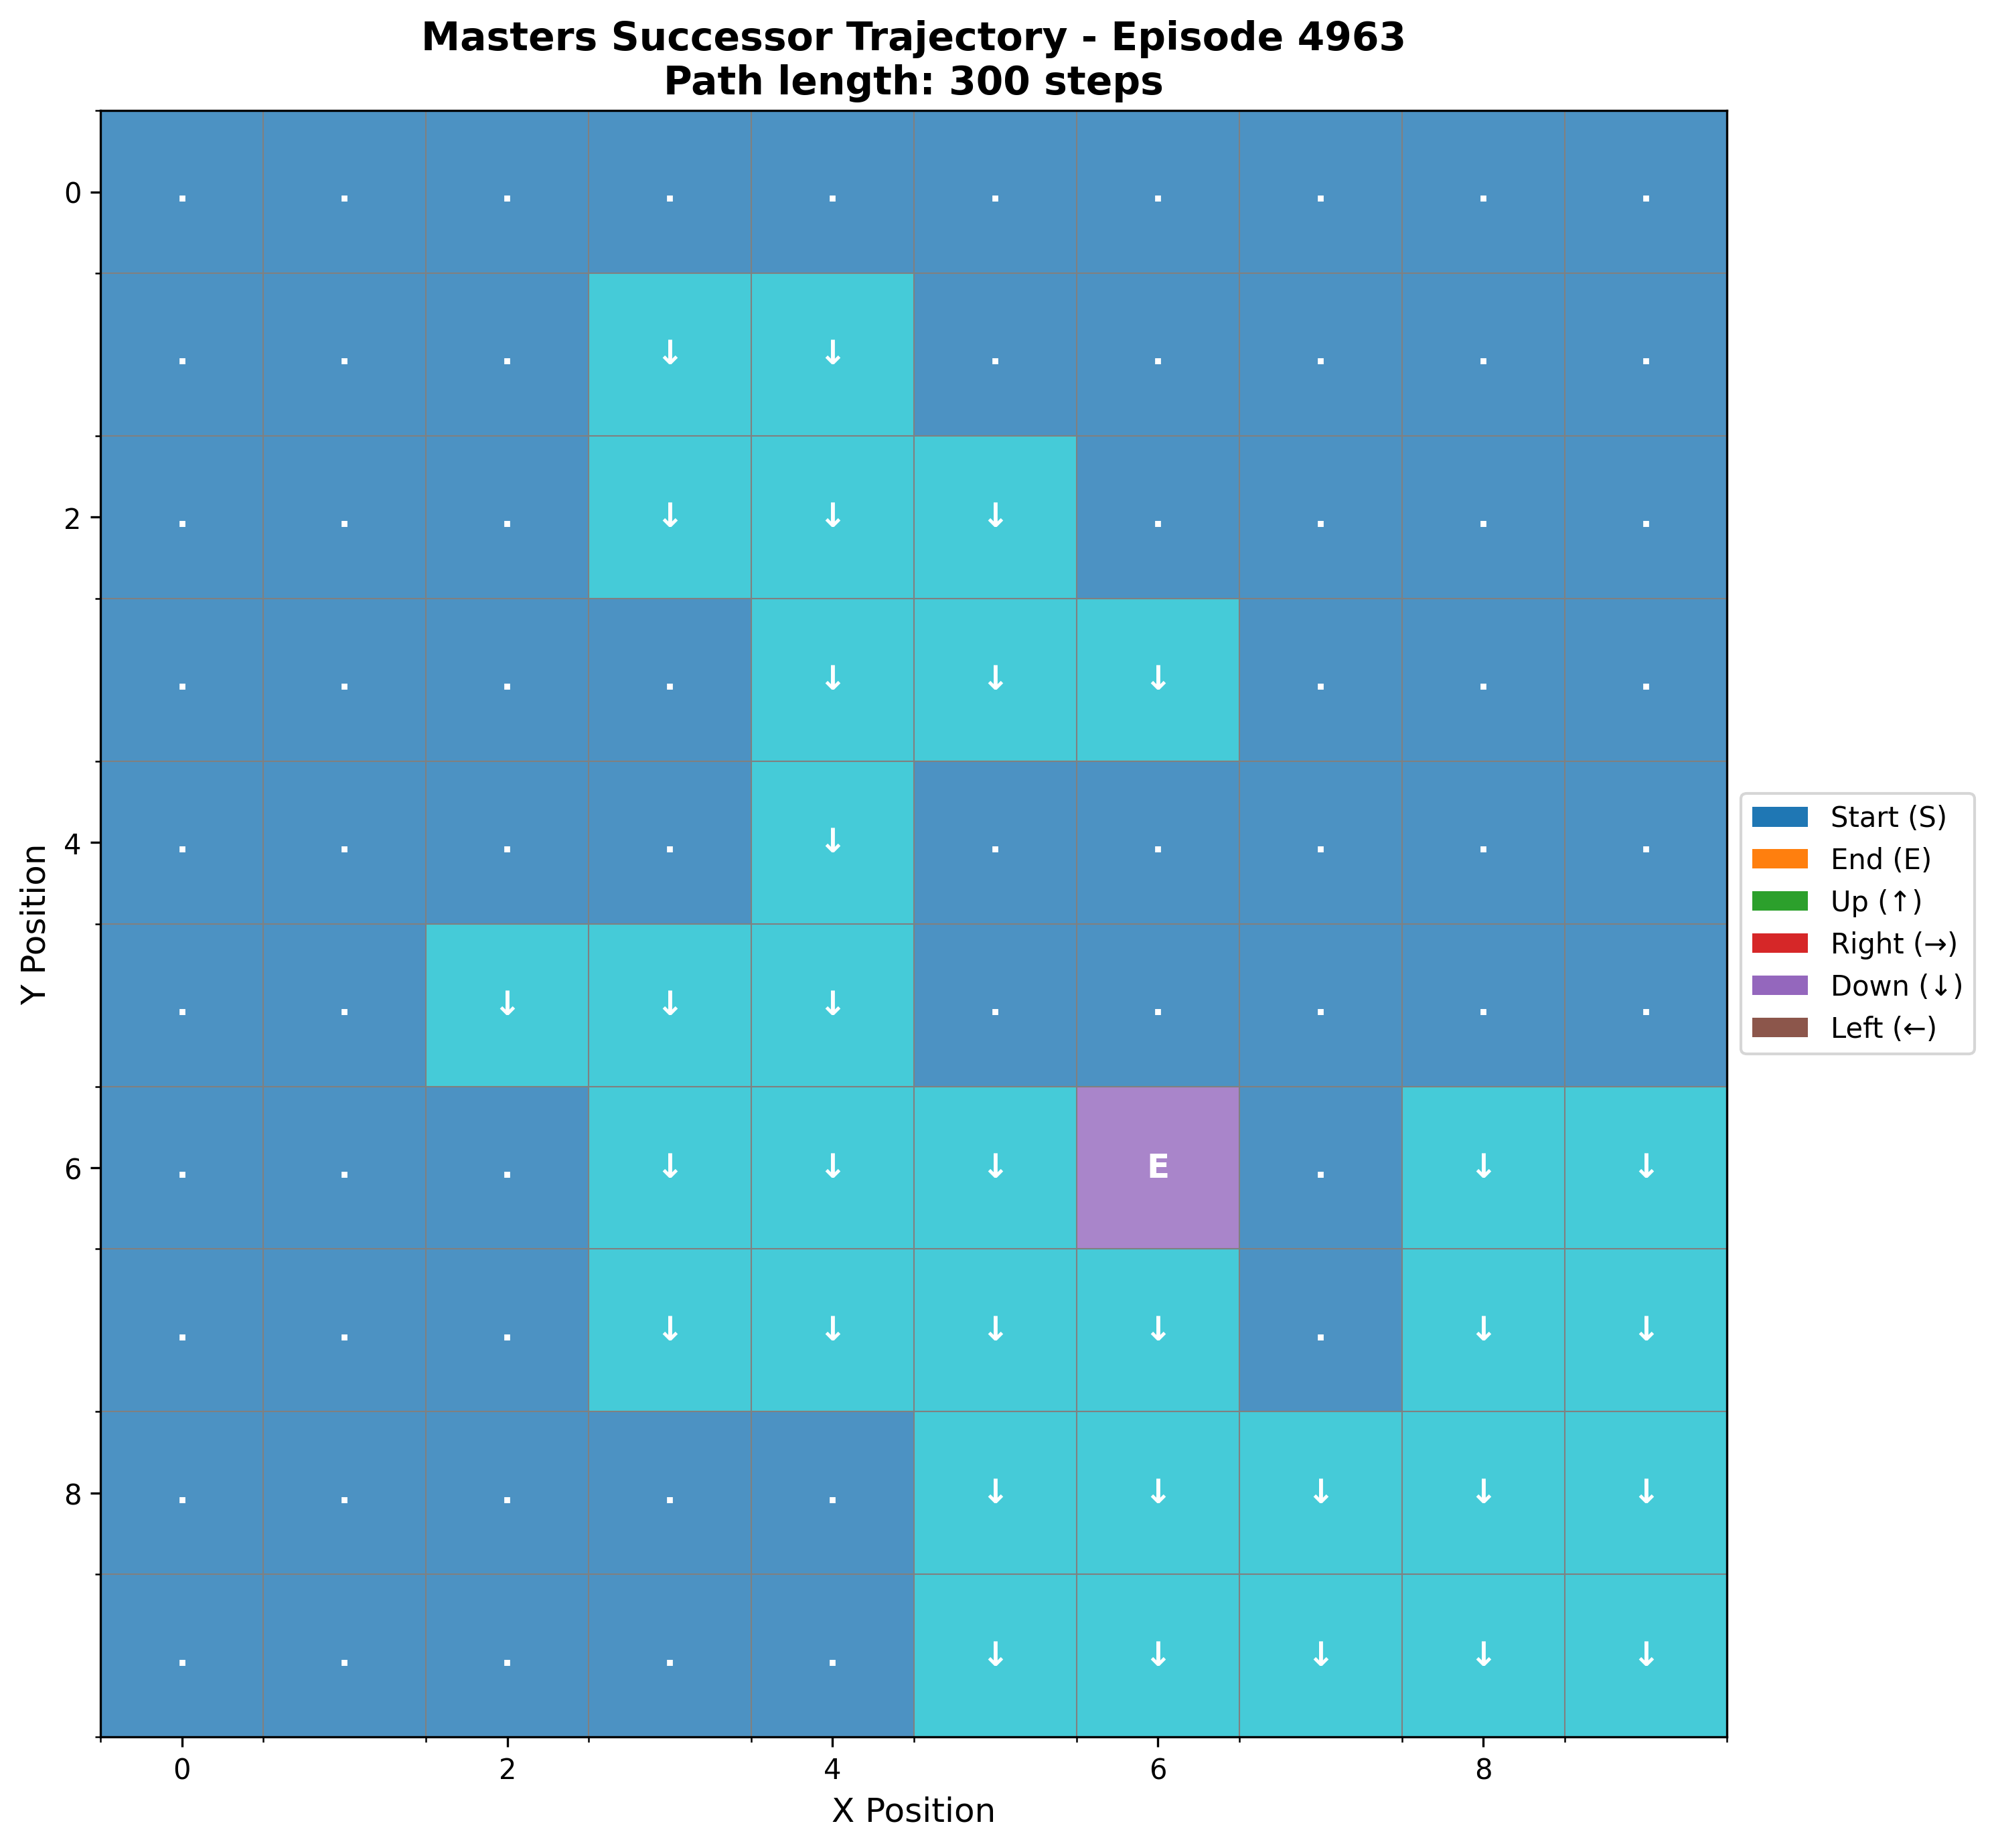 Masters Successor Trajectory - Episode 4963
Path length: 300 steps
0 . . . . . . . . . .
. . . ↓ ↓ . . . . .
2 . . . ↓ ↓ ↓ . . . .
. . . . ↓ ↓ ↓ . . .
4 . . . . ↓ . . . . .
. . ↓ ↓ ↓ . . . . .
6 . . . ↓ ↓ ↓ E . ↓ ↓
. . . ↓ ↓ ↓ ↓ . ↓ ↓
8 . . . . . ↓ ↓ ↓ ↓ ↓
. . . . . ↓ ↓ ↓ ↓ ↓
0 2 4 6 8
X Position
Y Position
Start (S)
End (E)
Up (↑)
Right (→)
Down (↓)
Left (←)